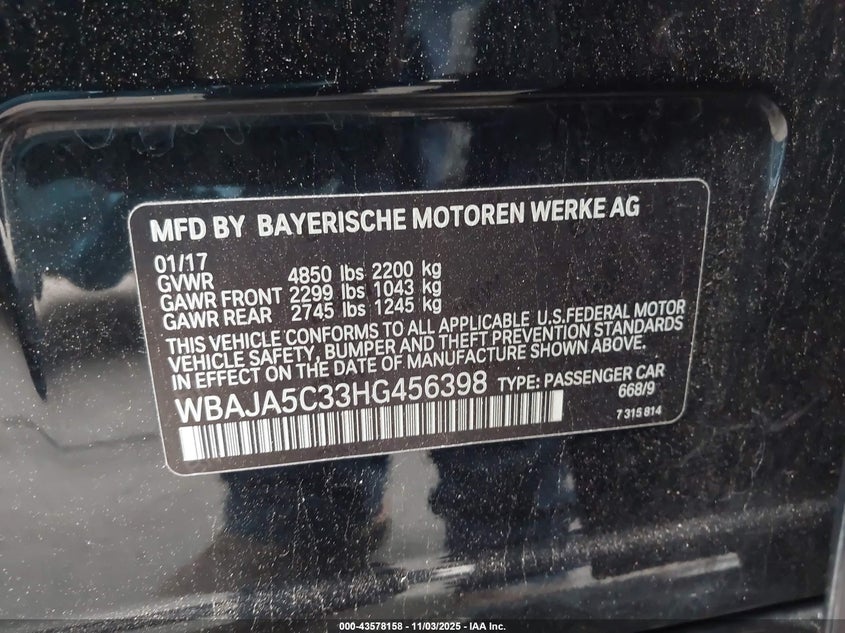 MFD BY BAYERISCHE MOTOREN WERKE AG
01/17
GVWR 4850 lbs 2200 kg
GAWR FRONT 2299 lbs 1043 kg
GAWR REAR 2745 lbs 1245 kg
THIS VEHICLE CONFORMS TO ALL APPLICABLE U.S.FEDERAL MOTOR
VEHICLE SAFETY, BUMPER AND THEFT PREVENTION STANDARDS
IN EFFECT ON THE DATE OF MANUFACTURE SHOWN ABOVE.
WBAJA5C33HG456398 TYPE: PASSENGER CAR
668/9
7 315 814
000-43578158 - 11/03/2025 - IAA Inc.